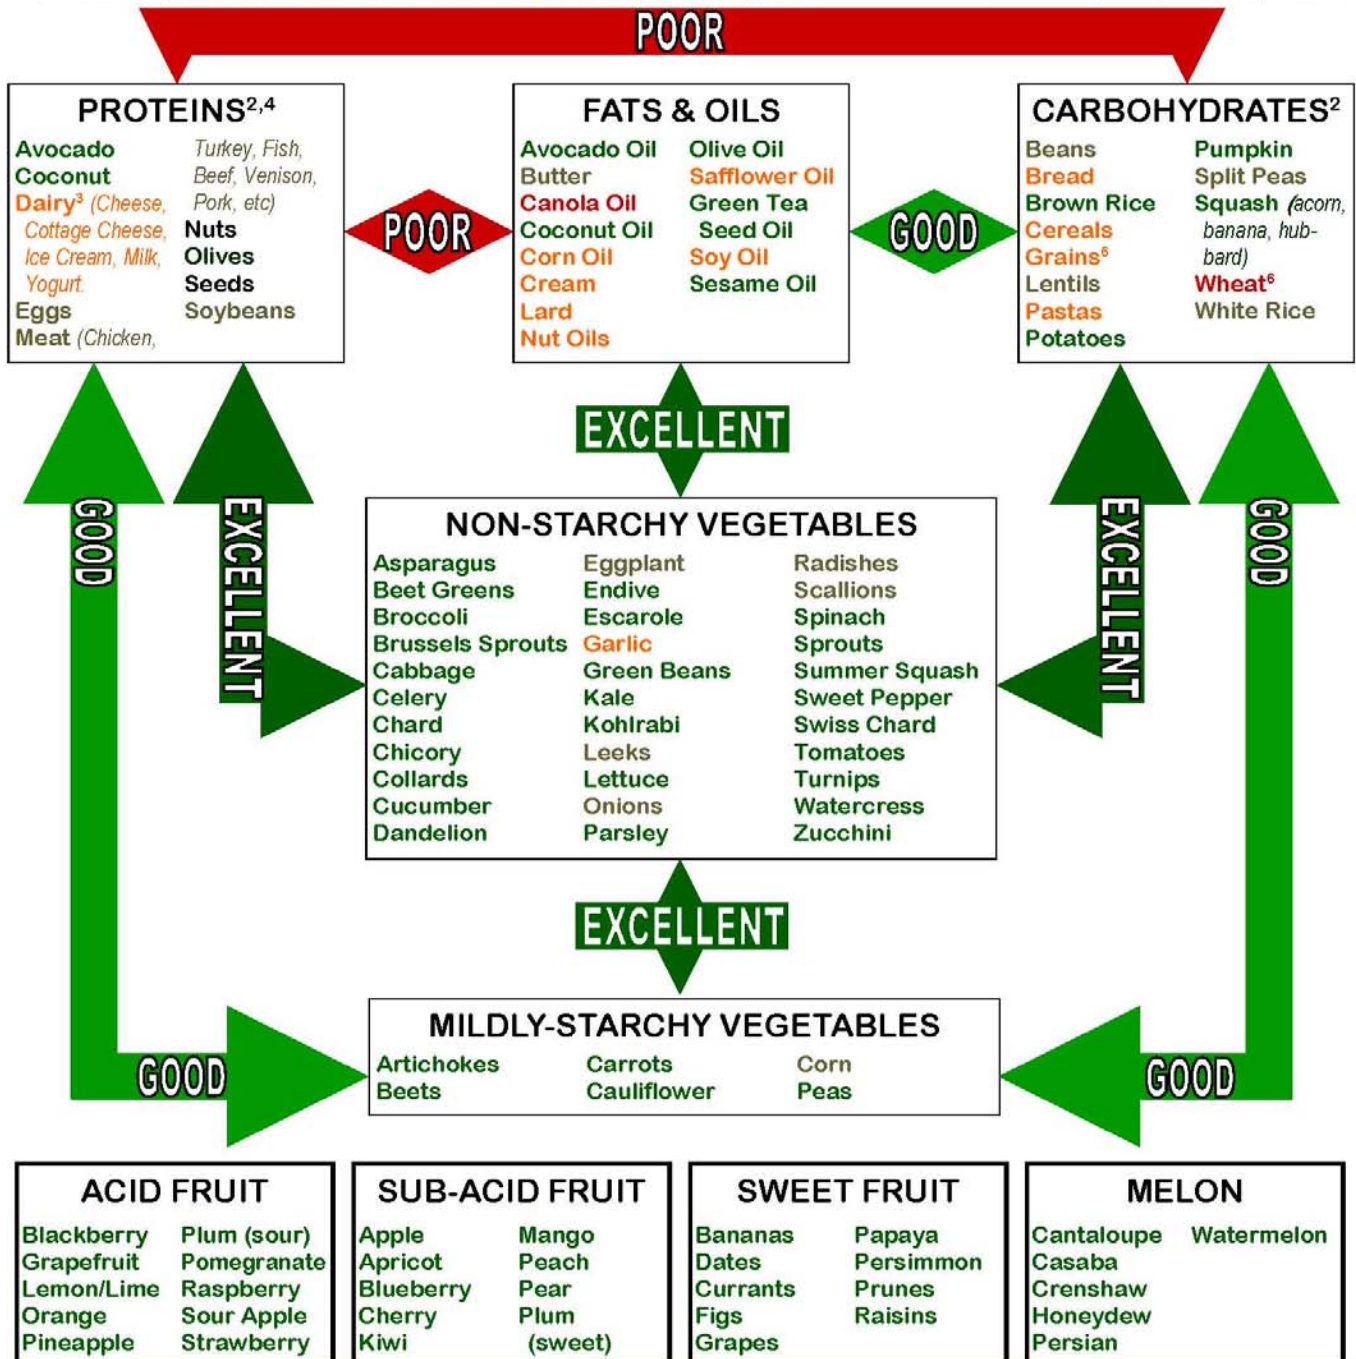 POOR
PROTEINS2,4
Avocado
Coconut
Dairy3 (Cheese,
Cottage Cheese,
Ice Cream, Milk,
Yogurt.
Eggs
Meat (Chicken,
Turkey, Fish,
Beef, Venison,
Pork, etc)
Nuts
Olives
Seeds
Soybeans
POOR
FATS & OILS
Avocado Oil
Butter
Canola Oil
Coconut Oil
Corn Oil
Cream
Lard
Nut Oils
Olive Oil
Safflower Oil
Green Tea
Seed Oil
Soy Oil
Sesame Oil
GOOD
CARBOHYDRATES2
Beans
Bread
Brown Rice
Cereals
Grains6
Lentils
Pastas
Potatoes
Pumpkin
Split Peas
Squash (acorn,
banana, hub-
bard)
Wheat6
White Rice
GOOD
EXCELLENT
EXCELLENT
EXCELLENT
GOOD
NON-STARCHY VEGETABLES
Asparagus
Beet Greens
Broccoli
Brussels Sprouts
Cabbage
Celery
Chard
Chicory
Collards
Cucumber
Dandelion
Eggplant
Endive
Escarole
Garlic
Green Beans
Kale
Kohlrabi
Leeks
Lettuce
Onions
Parsley
Radishes
Scallions
Spinach
Sprouts
Summer Squash
Sweet Pepper
Swiss Chard
Tomatoes
Turnips
Watercress
Zucchini
EXCELLENT
GOOD
MILDLY-STARCHY VEGETABLES
Artichokes
Beets
Carrots
Cauliflower
Corn
Peas
GOOD
ACID FRUIT
Blackberry
Grapefruit
Lemon/Lime
Orange
Pineapple
Plum (sour)
Pomegranate
Raspberry
Sour Apple
Strawberry
SUB-ACID FRUIT
Apple
Apricot
Blueberry
Cherry
Kiwi
Mango
Peach
Pear
Plum
(sweet)
SWEET FRUIT
Bananas
Dates
Currants
Figs
Grapes
Papaya
Persimmon
Prunes
Raisins
MELON
Cantaloupe
Casaba
Crenshaw
Honeydew
Persian
Watermelon